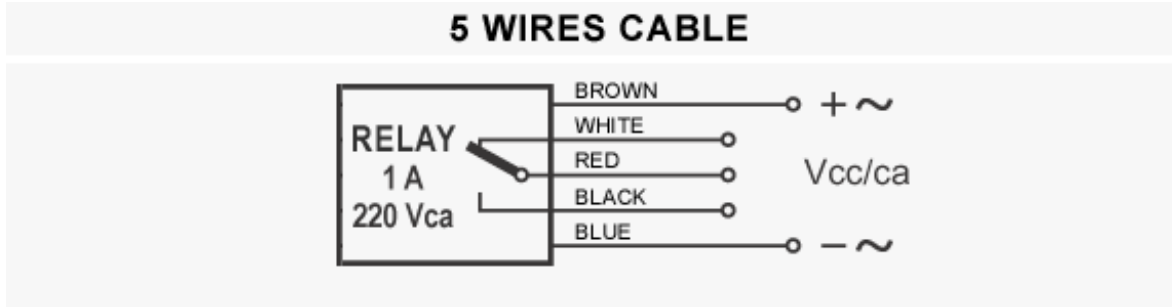 5 WIRES CABLE
BROWN
+ ~
WHITE
RELAY
RED
1 A
Vcc/ca
BLACK
220 Vca
BLUE
− ~